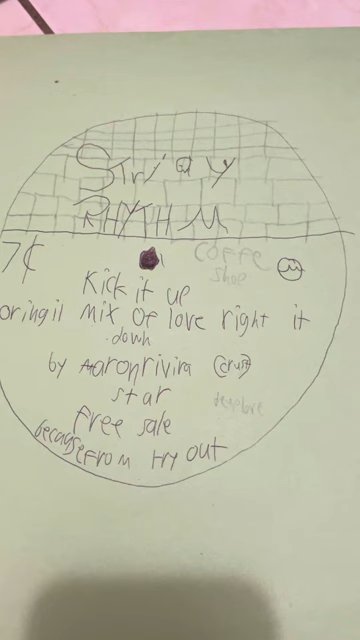 RHYTHM
7¢
COFFE
Shop
Kick it up
oringil mix of love right it
down
by Aaronrivira crust
star
free sale
because from try out